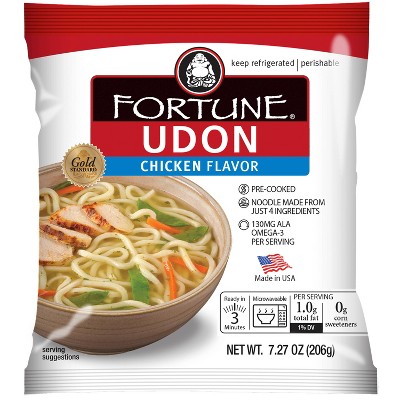 keep refrigerated | perishable
FORTUNE®
UDON
CHICKEN FLAVOR
Gold
STANDARD
PRE-COOKED
NOODLE MADE FROM
JUST 4 INGREDIENTS
130MG ALA
OMEGA-3
PER SERVING
Made in USA
Ready in
3
Minutes
Microwaveable
PER SERVING
1.0g
total fat
1% DV
0g
corn
sweeteners
serving
suggestions
NET WT. 7.27 OZ (206g)